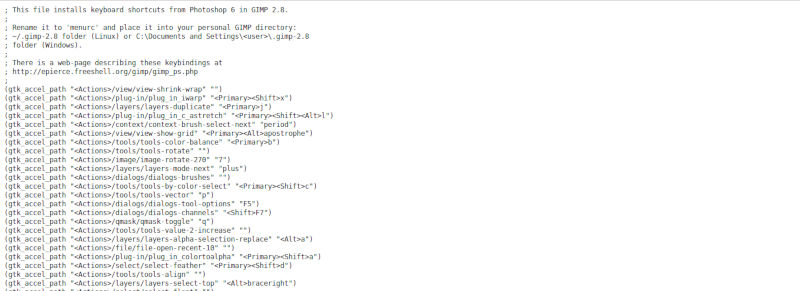 ; This file installs keyboard shortcuts from Photoshop 6 in GIMP 2.8.
;
; Rename it to 'menurc' and place it into your personal GIMP directory:
; ~/.gimp-2.8 folder (Linux) or C:\Documents and Settings\<user>\.gimp-2.8
; folder (Windows).
;
; There is a web-page describing these keybindings at
; http://epierce.freeshell.org/gimp/gimp_ps.php
;
(gtk_accel_path "<Actions>/view/view-shrink-wrap" "")
(gtk_accel_path "<Actions>/plug-in/plug_in_iwarp" "<Primary><Shift>x")
(gtk_accel_path "<Actions>/layers/layers-duplicate" "<Primary>j")
(gtk_accel_path "<Actions>/plug-in/plug_in_c_astretch" "<Primary><Shift><Alt>l")
(gtk_accel_path "<Actions>/context/context-brush-select-next" "period")
(gtk_accel_path "<Actions>/view/view-show-grid" "<Primary><Alt>apostrophe")
(gtk_accel_path "<Actions>/tools/tools-color-balance" "<Primary>b")
(gtk_accel_path "<Actions>/tools/tools-rotate" "")
(gtk_accel_path "<Actions>/image/image-rotate-270" "7")
(gtk_accel_path "<Actions>/layers/layers-mode-next" "plus")
(gtk_accel_path "<Actions>/dialogs/dialogs-brushes" "")
(gtk_accel_path "<Actions>/tools/tools-by-color-select" "<Primary><Shift>c")
(gtk_accel_path "<Actions>/tools/tools-vector" "p")
(gtk_accel_path "<Actions>/dialogs/dialogs-tool-options" "F5")
(gtk_accel_path "<Actions>/dialogs/dialogs-channels" "<Shift>F7")
(gtk_accel_path "<Actions>/qmask/qmask-toggle" "q")
(gtk_accel_path "<Actions>/tools/tools-value-2-increase" "")
(gtk_accel_path "<Actions>/layers/layers-alpha-selection-replace" "<Alt>a")
(gtk_accel_path "<Actions>/file/file-open-recent-10" "")
(gtk_accel_path "<Actions>/plug-in/plug_in_colortoalpha" "<Primary><Shift>a")
(gtk_accel_path "<Actions>/select/select-feather" "<Primary><Shift>d")
(gtk_accel_path "<Actions>/tools/tools-align" "")
(gtk_accel_path "<Actions>/layers/layers-select-top" "<Alt>braceright")